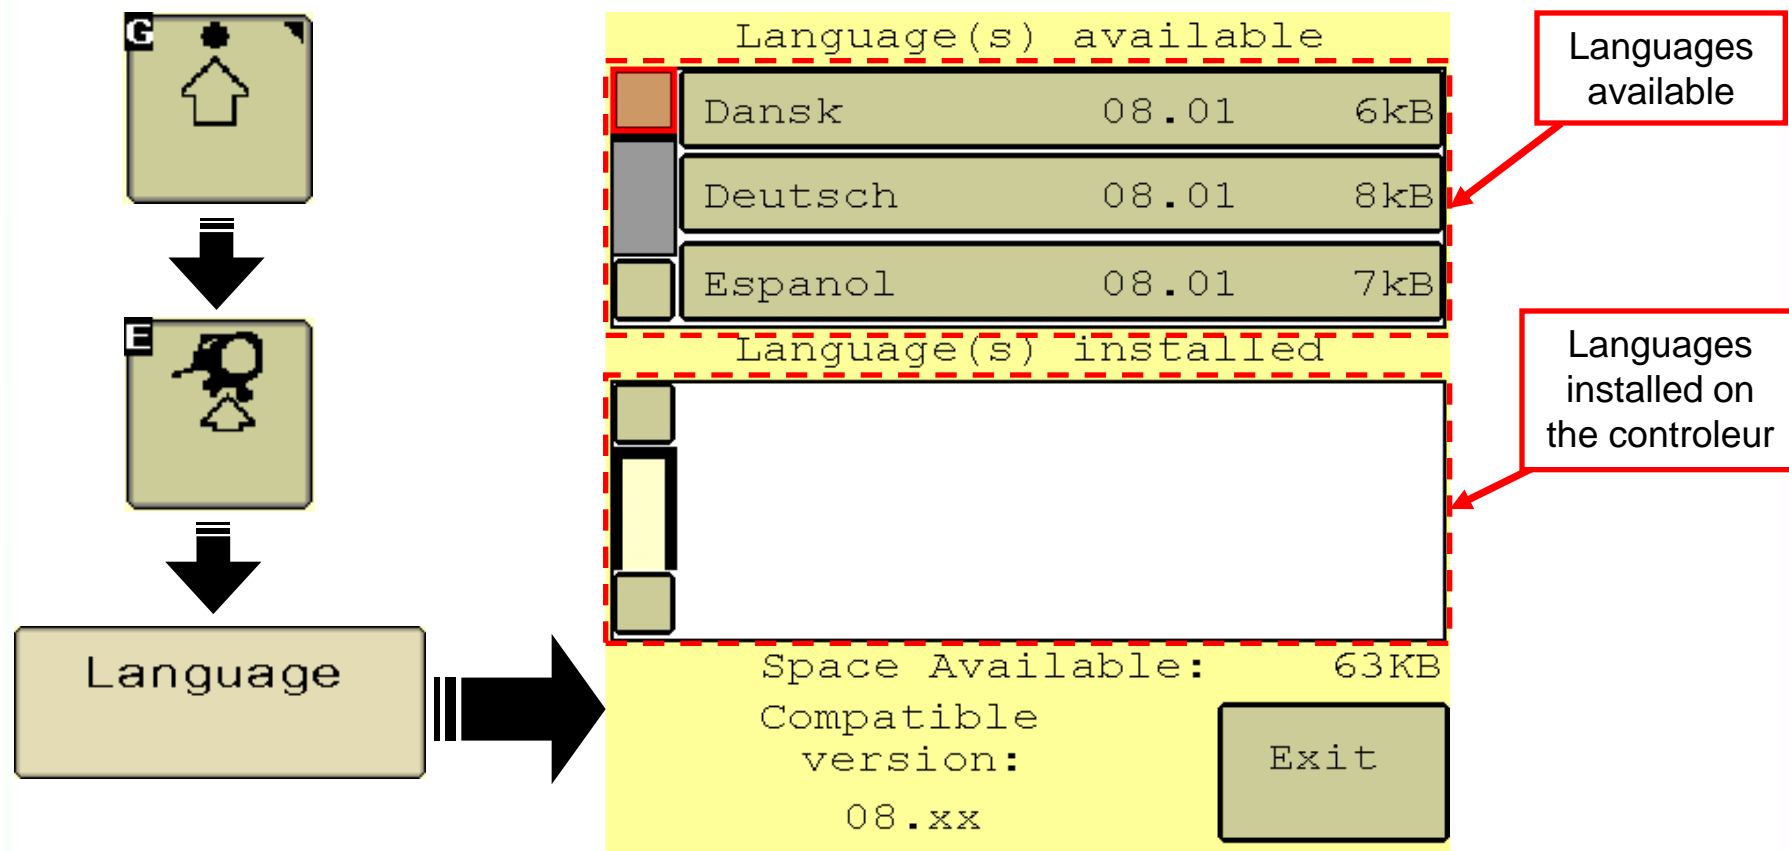 G
E
Language
Language(s) available
Dansk 08.01 6kB
Deutsch 08.01 8kB
Espanol 08.01 7kB
Language(s) installed
Space Available: 63KB
Compatible
version:
08.xx
Exit
Languages
available
Languages
installed on
the controleur